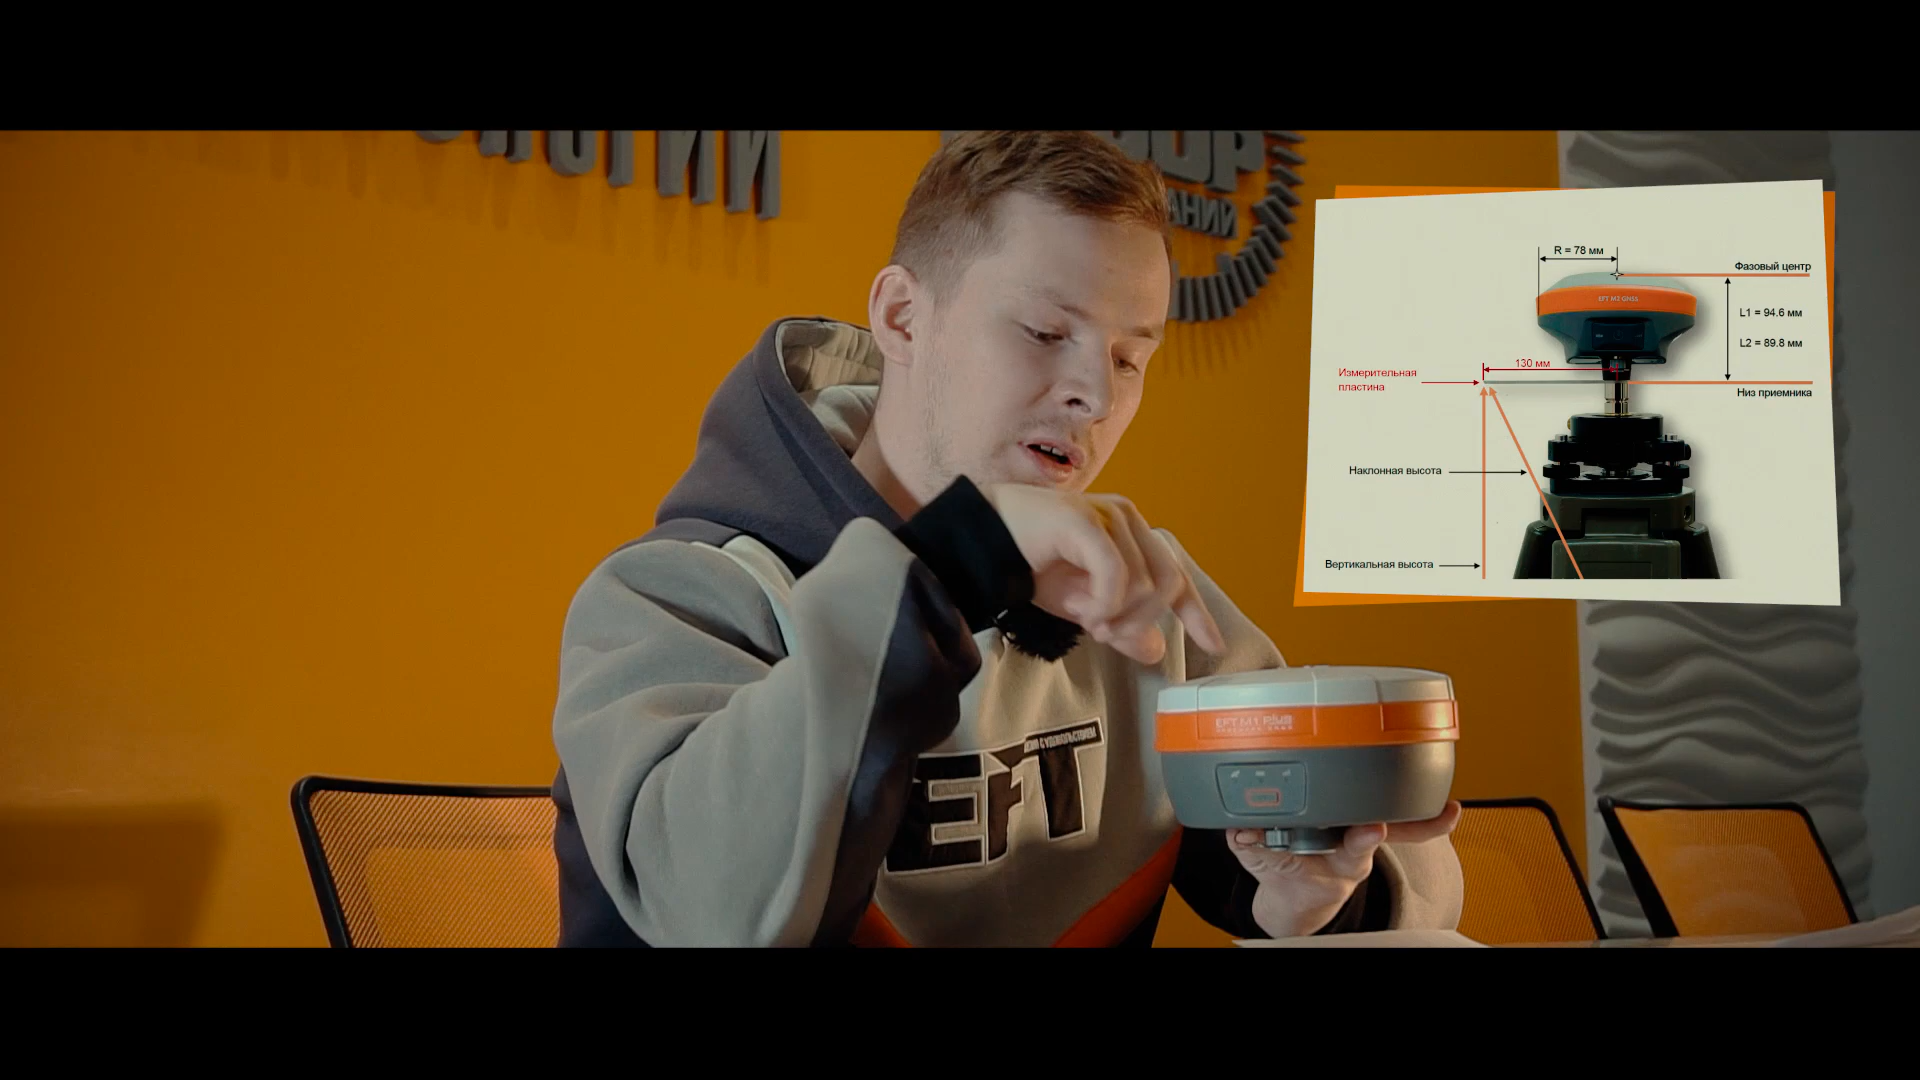 АНИЙ
R = 78 мм
Фазовый центр
EFT M3 GNSS
L1 = 94.6 мм
L2 = 89.8 мм
130 мм
Измерительная
пластина
Низ приемника
Наклонная высота
Вертикальная высота
EFT M1 Plus
EFT